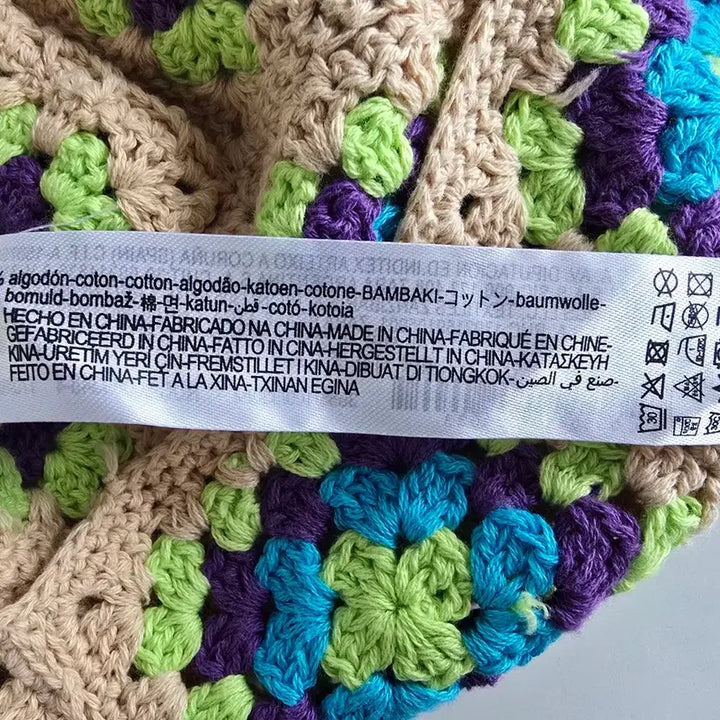 % algodón-coton-cotton-algodão-katoen-cotone-BAMBAKI-コットン-baumwolle-
bomuld-bombaž-棉-면-katun-قطن-cotó-kotoia
HECHO EN CHINA-FABRICADO NA CHINA-MADE IN CHINA-FABRIQUÉ EN CHINE-
GEFABRICEERD IN CHINA-FATTO IN CINA-HERGESTELLT IN CHINA-ΚΑΤΑΣΚΕΥΗ
KINA-ÜRETİM YERİ ÇİN-FREMSTILLET I KINA-DIBUAT DI TIONGKOK-صنع في الصين-
FEITO EN CHINA-FET A LA XINA-TXINAN EGINA
30